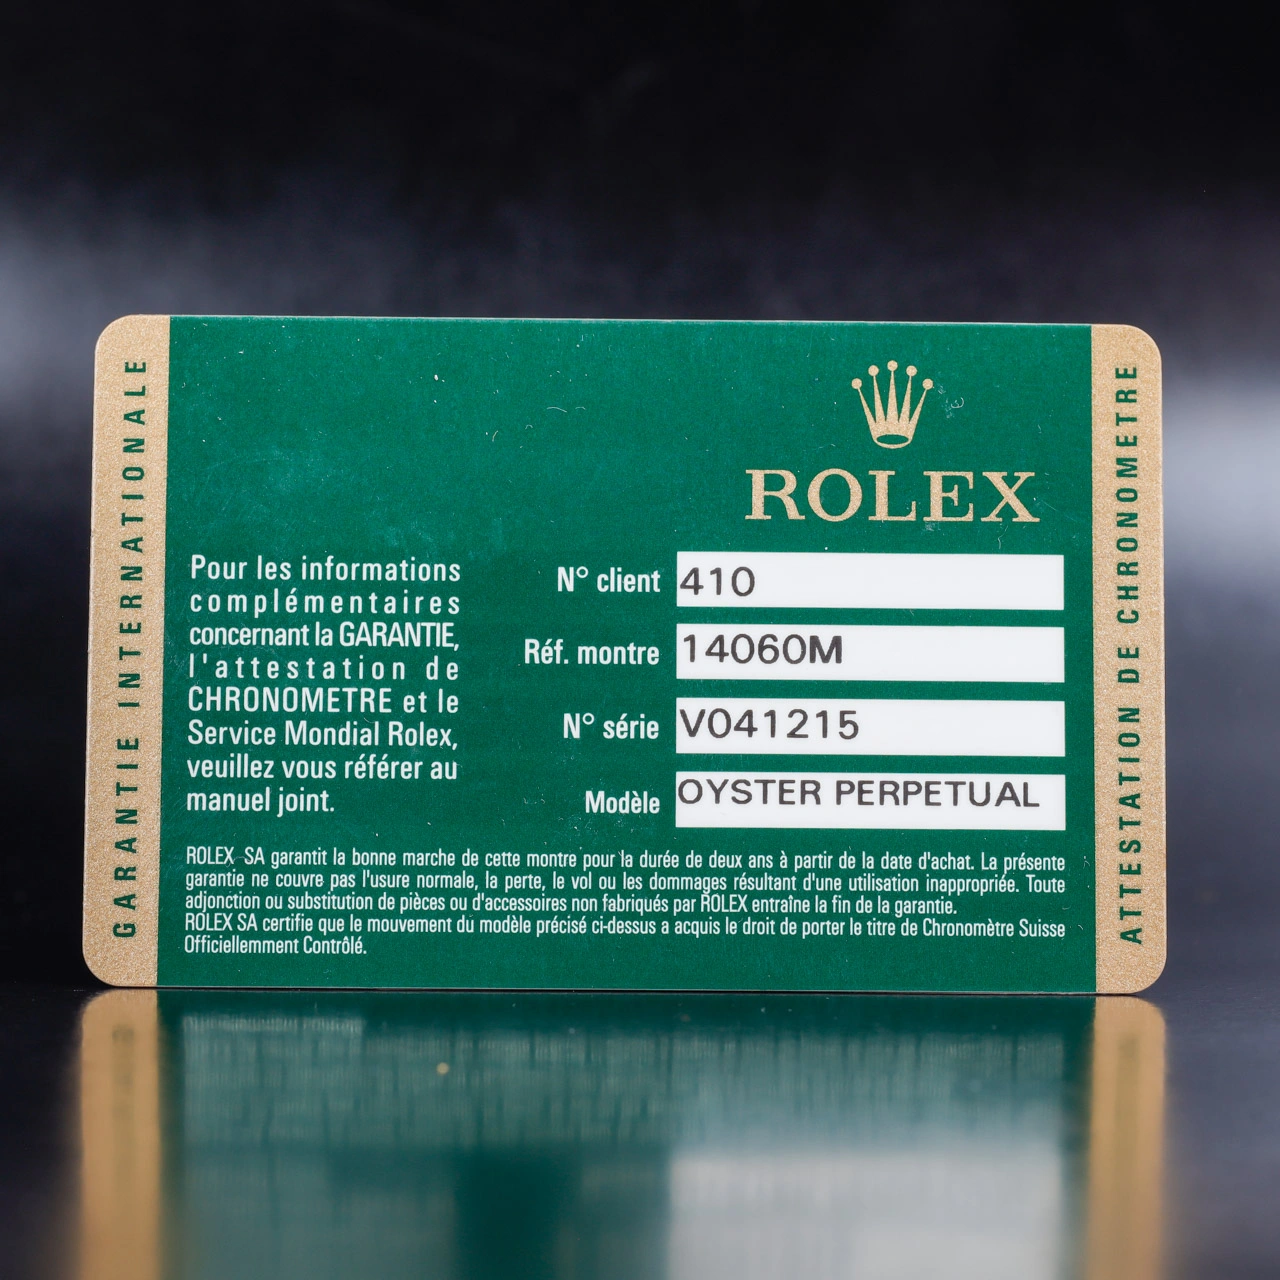 GARANTIE INTERNATIONALE
ROLEX
Pour les informations
complémentaires
concernant la GARANTIE,
l'attestation de
CHRONOMETRE et le
Service Mondial Rolex,
veuillez vous référer au
manuel joint.
N° client 410
Réf. montre 14060M
N° série V041215
Modèle OYSTER PERPETUAL
ROLEX SA garantit la bonne marche de cette montre pour la durée de deux ans à partir de la date d'achat. La présente
garantie ne couvre pas l'usure normale, la perte, le vol ou les dommages résultant d'une utilisation inappropriée. Toute
adjonction ou substitution de pièces ou d'accessoires non fabriqués par ROLEX entraîne la fin de la garantie.
ROLEX SA certifie que le mouvement du modèle précisé ci-dessus a acquis le droit de porter le titre de Chronomètre Suisse
Officiellemment Contrôlé.
ATTESTATION DE CHRONOMETRE